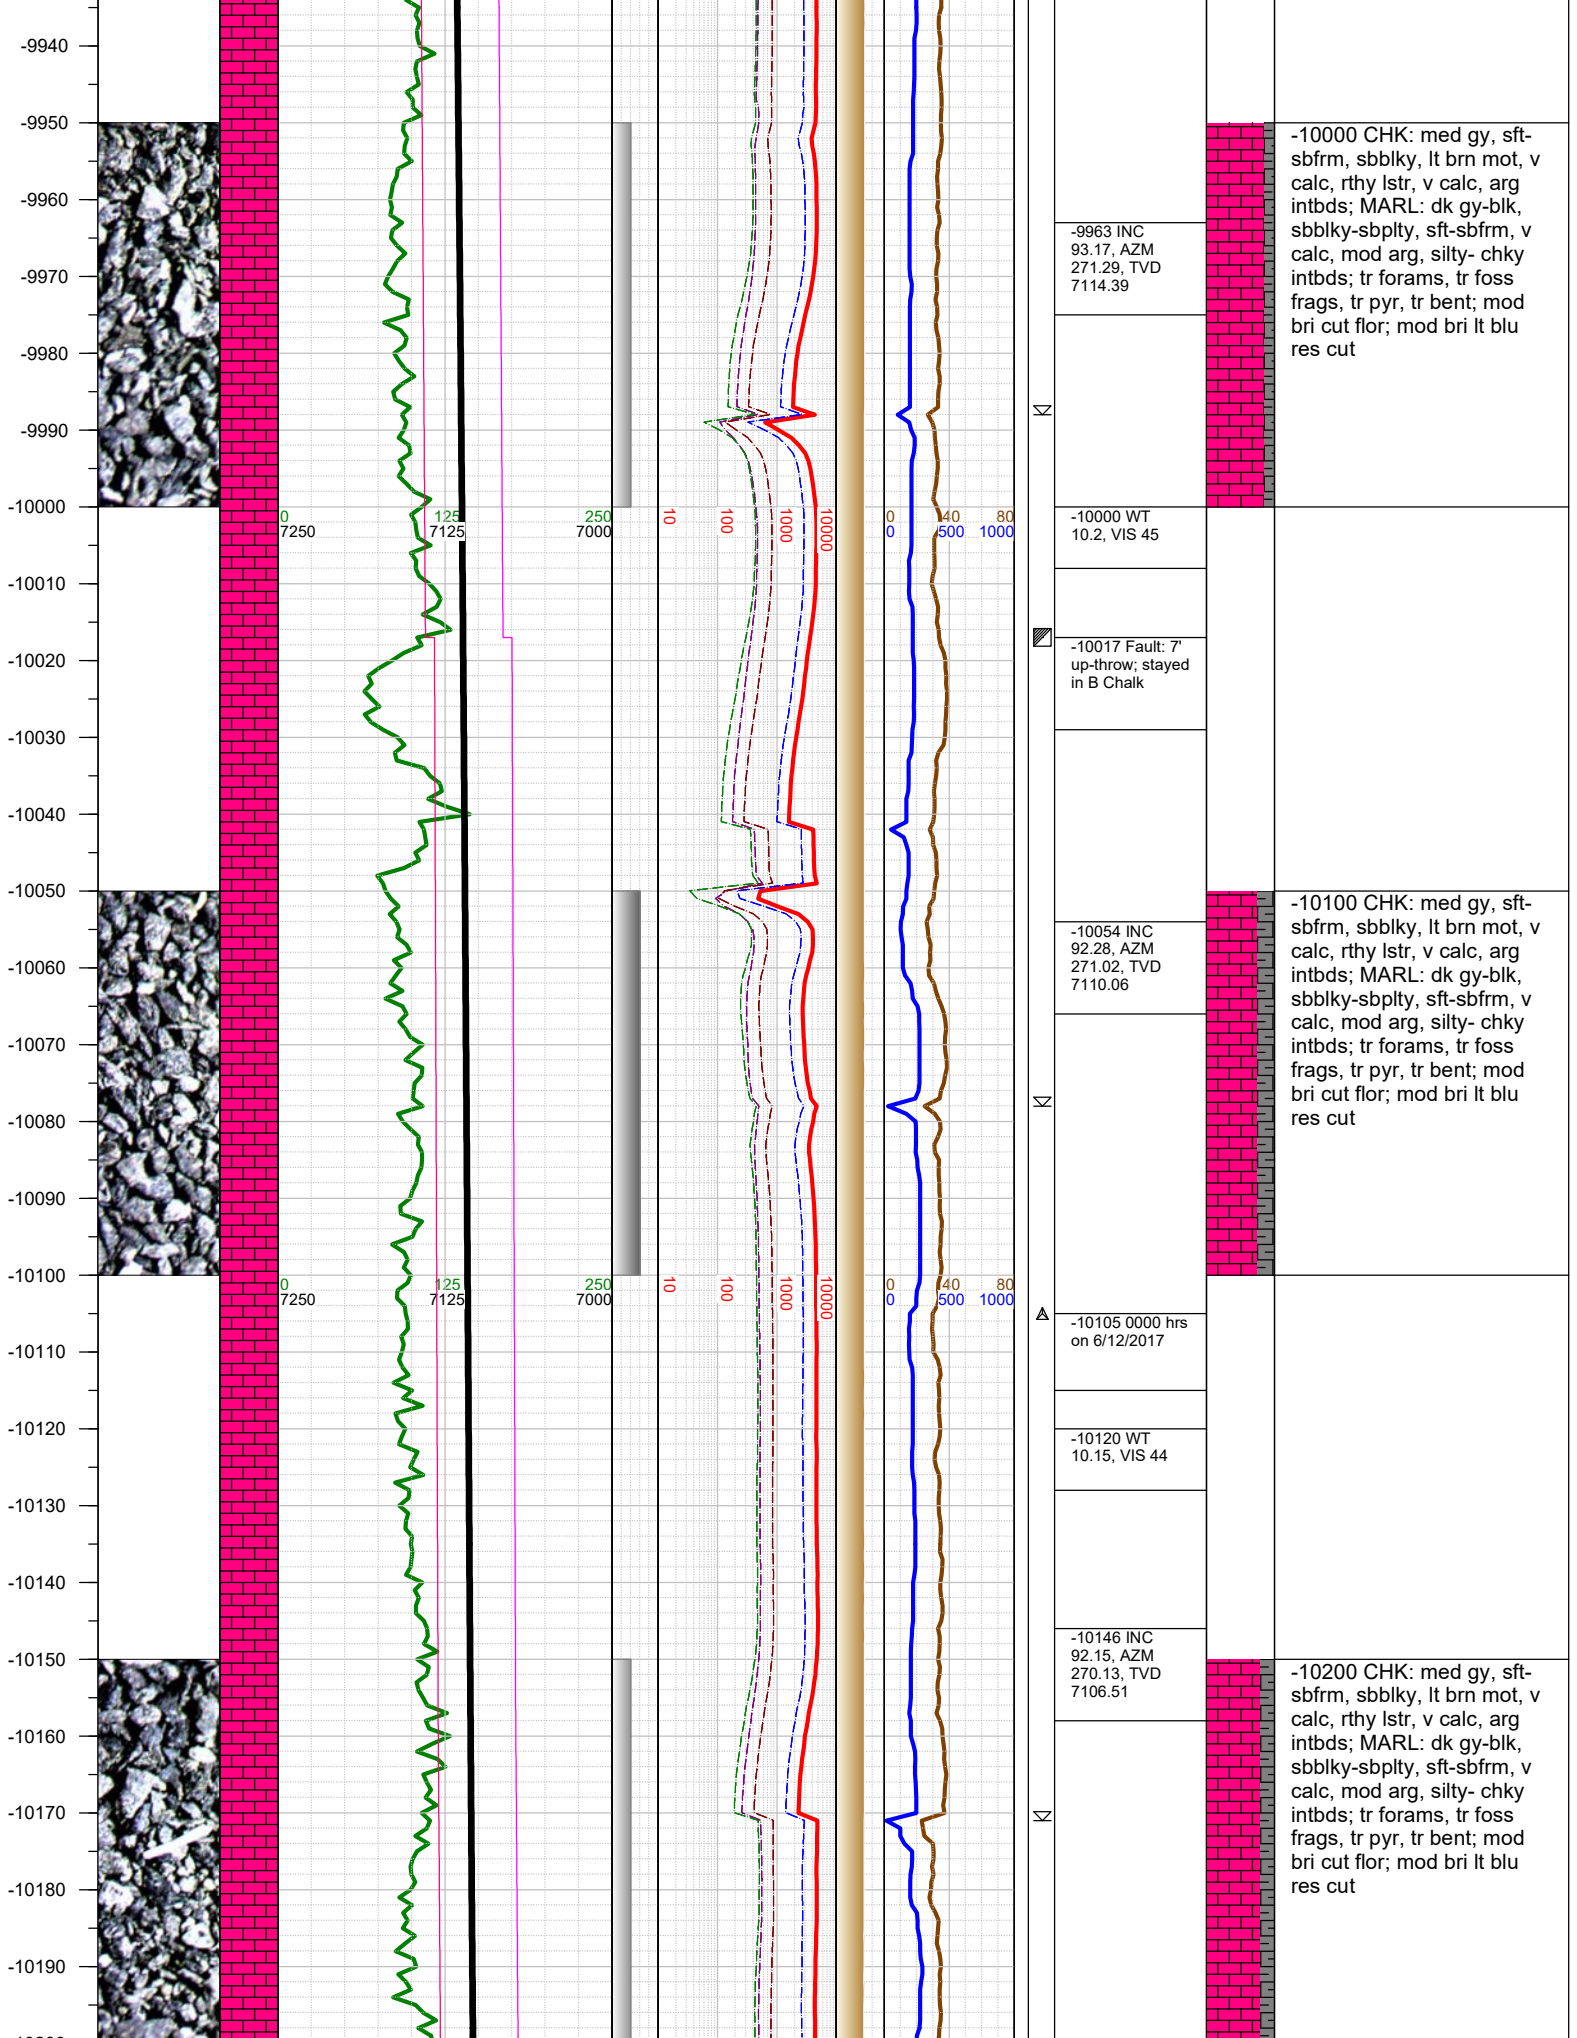 -9940
-9950
-9960
-9970
-9980
-9990
-10000
-10010
-10020
-10030
-10040
-10050
-10060
-10070
-10080
-10090
-10100
-10110
-10120
-10130
-10140
-10150
-10160
-10170
-10180
-10190
0 125 250
7250 7125 7000
10 100 1000 10000
0 40 80
0 500 1000
0 125 250
7250 7125 7000
10 100 1000 10000
0 40 80
0 500 1000
-9963 INC
93.17, AZM
271.29, TVD
7114.39
-10000 WT
10.2, VIS 45
-10017 Fault: 7'
up-throw; stayed
in B Chalk
-10054 INC
92.28, AZM
271.02, TVD
7110.06
-10105 0000 hrs
on 6/12/2017
-10120 WT
10.15, VIS 44
-10146 INC
92.15, AZM
270.13, TVD
7106.51
-10000 CHK: med gy, sft-
sbfrm, sbblky, lt brn mot, v
calc, rthy lstr, v calc, arg
intbds; MARL: dk gy-blk,
sbblky-sbplty, sft-sbfrm, v
calc, mod arg, silty- chky
intbds; tr forams, tr foss
frags, tr pyr, tr bent; mod
bri cut flor; mod bri lt blu
res cut
-10100 CHK: med gy, sft-
sbfrm, sbblky, lt brn mot, v
calc, rthy lstr, v calc, arg
intbds; MARL: dk gy-blk,
sbblky-sbplty, sft-sbfrm, v
calc, mod arg, silty- chky
intbds; tr forams, tr foss
frags, tr pyr, tr bent; mod
bri cut flor; mod bri lt blu
res cut
-10200 CHK: med gy, sft-
sbfrm, sbblky, lt brn mot, v
calc, rthy lstr, v calc, arg
intbds; MARL: dk gy-blk,
sbblky-sbplty, sft-sbfrm, v
calc, mod arg, silty- chky
intbds; tr forams, tr foss
frags, tr pyr, tr bent; mod
bri cut flor; mod bri lt blu
res cut